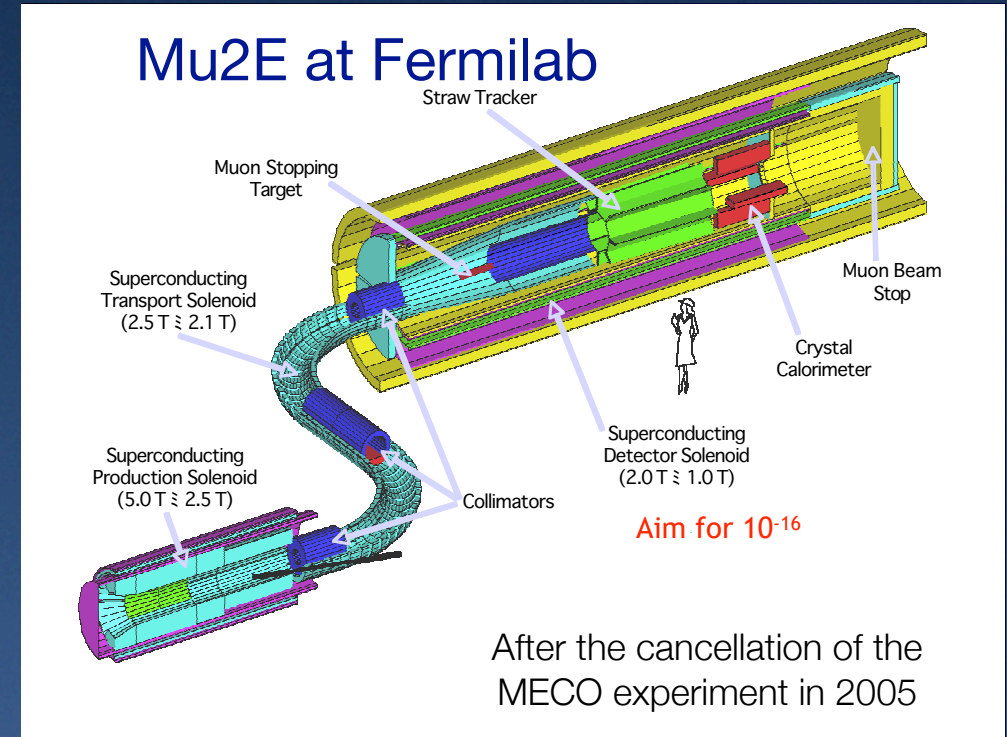 Mu2E at Fermilab
Straw Tracker
Muon Stopping
Target
Superconducting
Transport Solenoid
(2.5 T ⺀ 2.1 T)
Muon Beam
Stop
Crystal
Calorimeter
Superconducting
Detector Solenoid
(2.0 T ⺀ 1.0 T)
Superconducting
Production Solenoid
(5.0 T ⺀ 2.5 T)
Collimators
Aim for 10⁻¹⁶
After the cancellation of the
MECO experiment in 2005